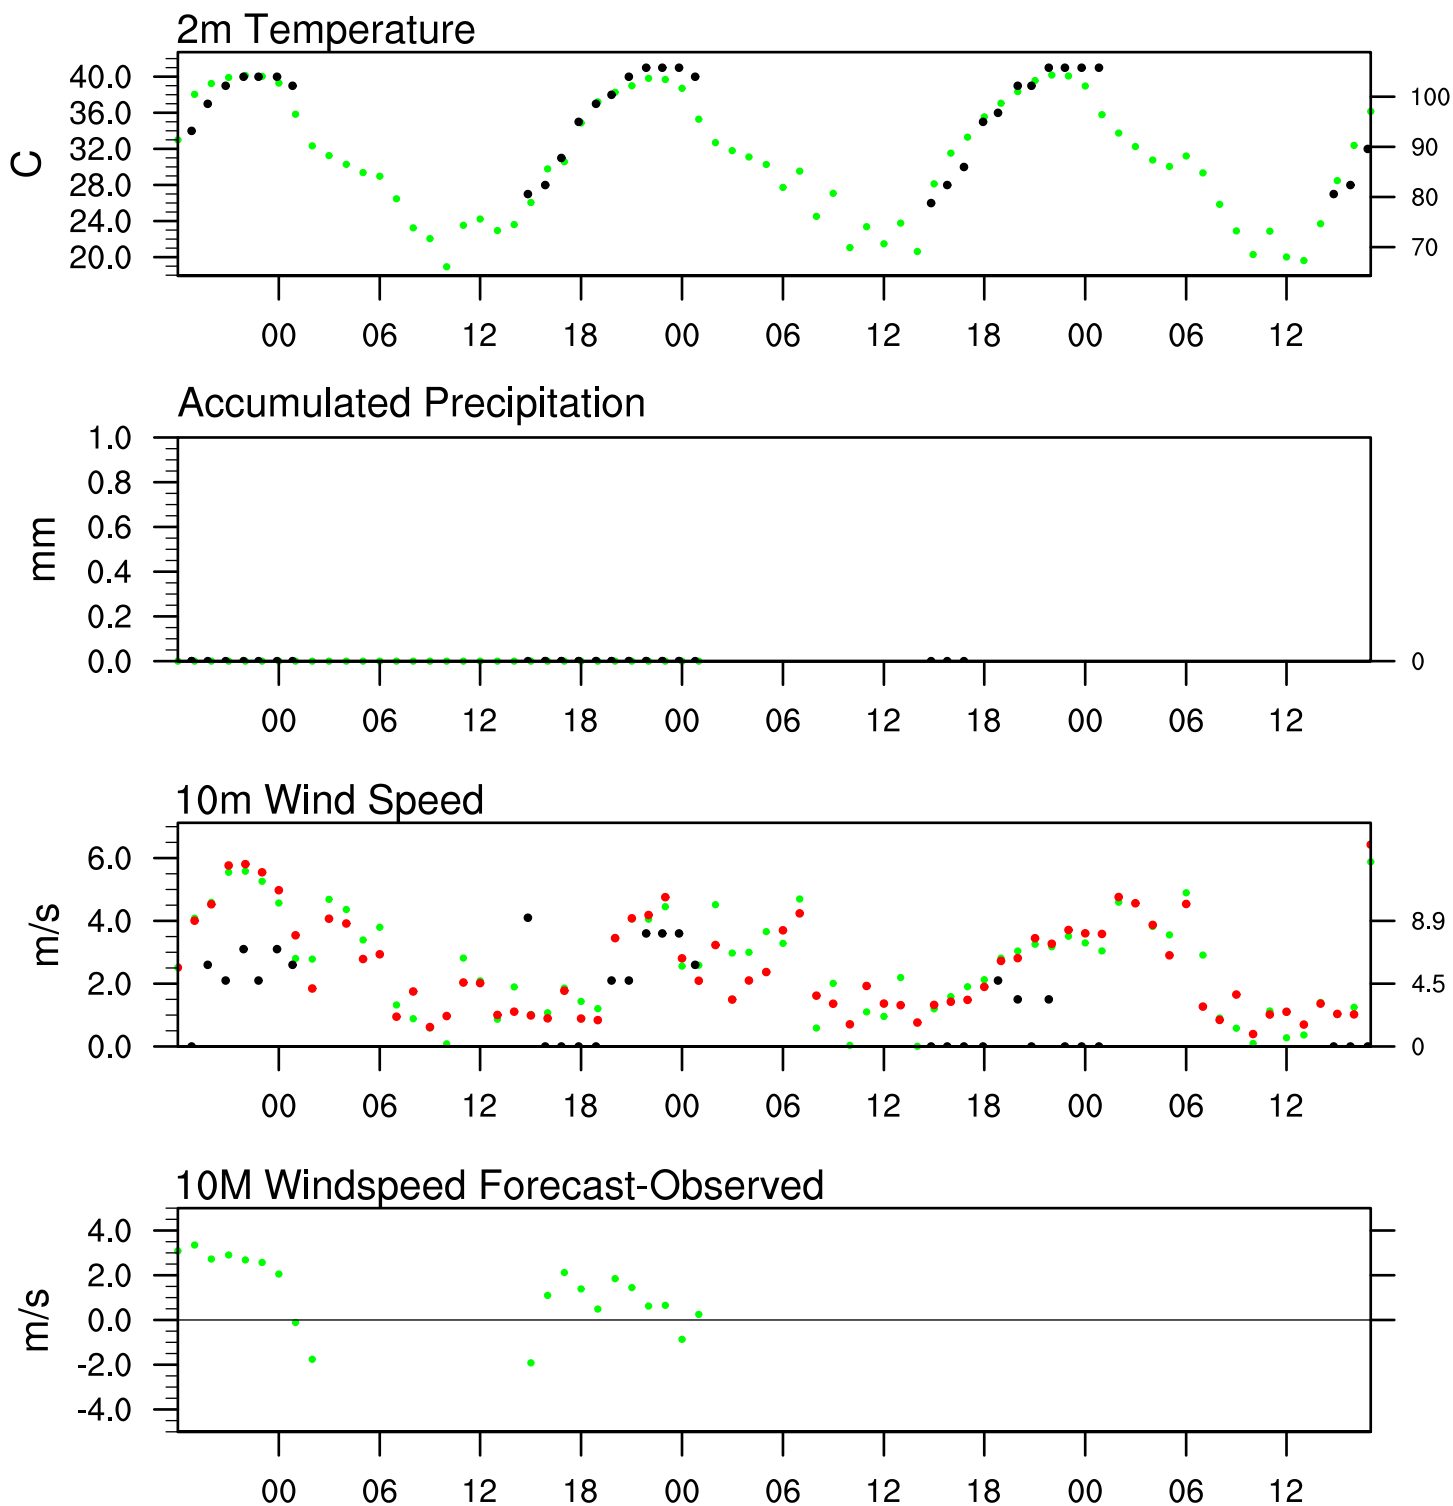 2m Temperature
40.0
36.0
32.0
28.0
24.0
20.0
C
100
90
80
70
00 06 12 18 00 06 12 18 00 06 12
Accumulated Precipitation
1.0
0.8
0.6
0.4
0.2
0.0
mm
0
00 06 12 18 00 06 12 18 00 06 12
10m Wind Speed
6.0
4.0
2.0
0.0
m/s
8.9
4.5
0
00 06 12 18 00 06 12 18 00 06 12
10M Windspeed Forecast-Observed
4.0
2.0
0.0
-2.0
-4.0
m/s
00 06 12 18 00 06 12 18 00 06 12